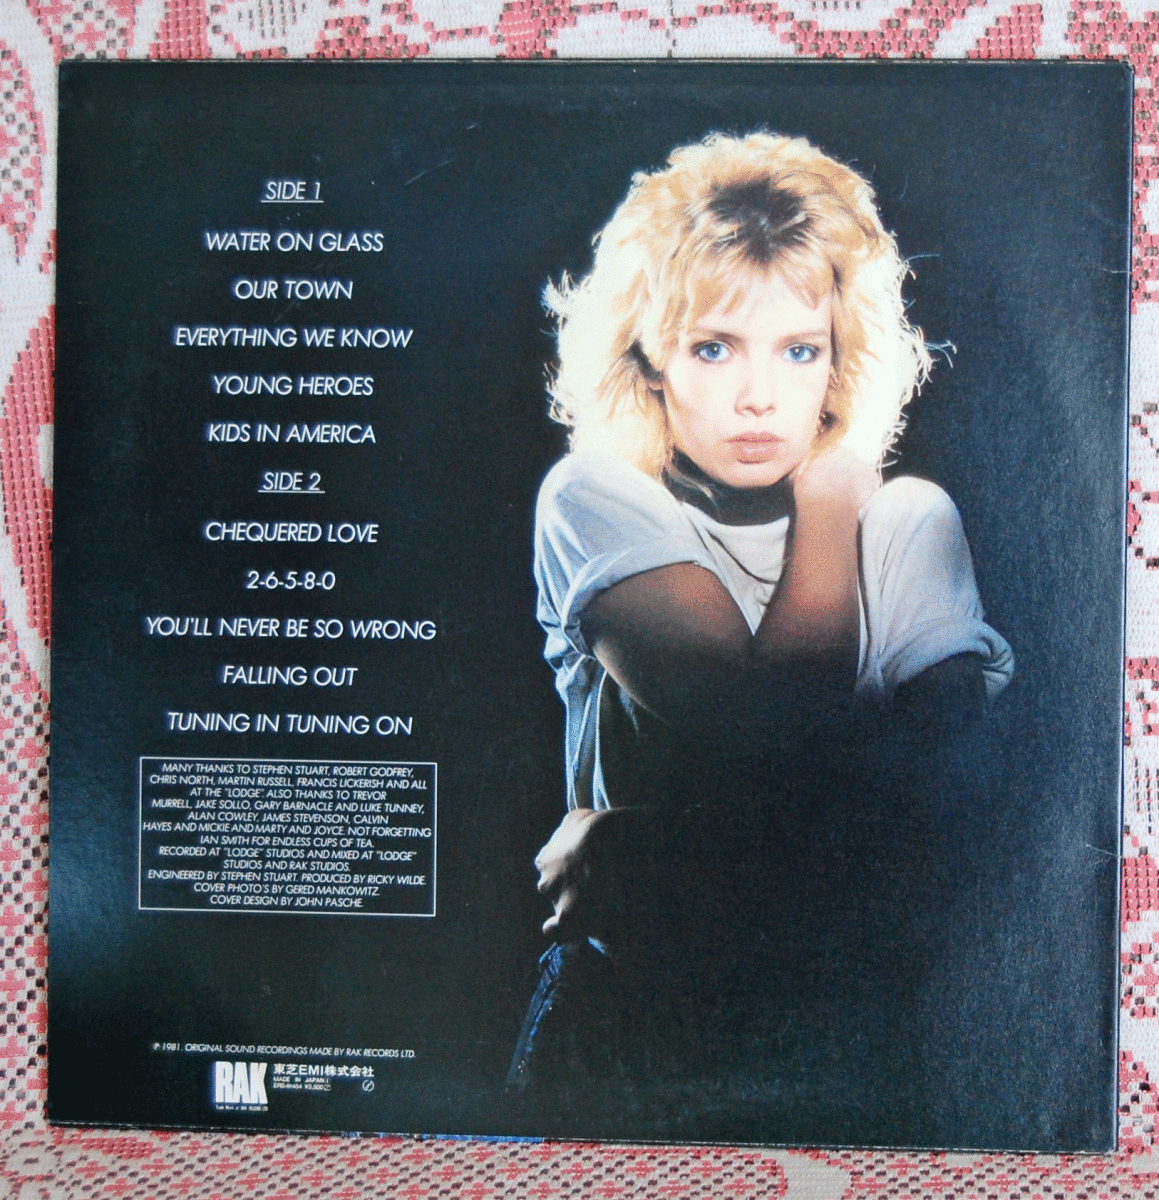 SIDE 1
WATER ON GLASS
OUR TOWN
EVERYTHING WE KNOW
YOUNG HEROES
KIDS IN AMERICA
SIDE 2
CHEQUERED LOVE
2-6-5-8-0
YOU'LL NEVER BE SO WRONG
FALLING OUT
TUNING IN TUNING ON
MANY THANKS TO STEPHEN STUART, ROBERT GODFREY,
CHRIS NORTH, MARTIN RUSSELL, FRANCIS LICKERISH AND ALL
AT THE "LODGE". ALSO THANKS TO TREVOR
MURRELL, JAKE SOLLO, GARY BARNACLE AND LUKE TUNNEY,
ALAN COWLEY, JAMES STEVENSON, CALVIN
HAYES AND MICKIE AND MARTY AND JOYCE. NOT FORGETTING
IAN SMITH FOR ENDLESS CUPS OF TEA.
RECORDED AT "LODGE" STUDIOS AND MIXED AT "LODGE"
STUDIOS AND RAK STUDIOS.
ENGINEERED BY STEPHEN STUART. PRODUCED BY RICKY WILDE.
COVER PHOTO'S BY GERED MANKOWITZ.
COVER DESIGN BY JOHN PASCHE.
℗ 1981. ORIGINAL SOUND RECORDINGS MADE BY RAK RECORDS LTD.
RAK
東芝EMI株式会社
MADE IN JAPAN
¥2,500